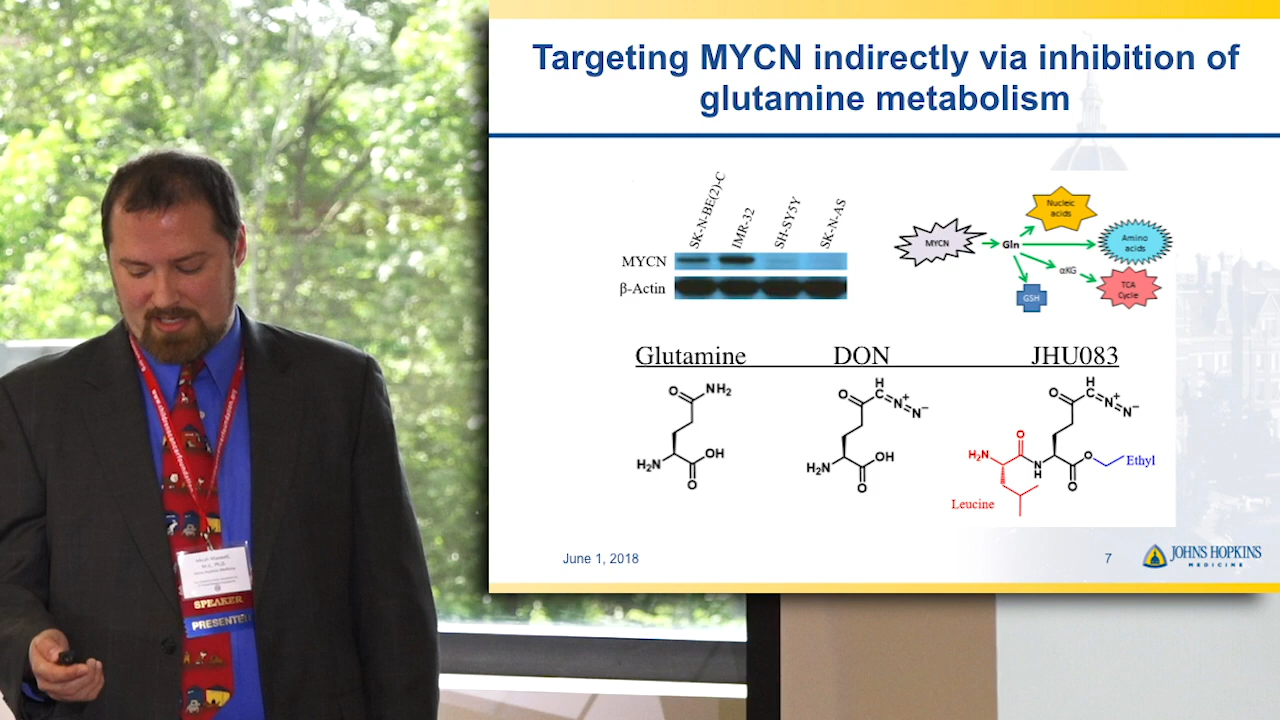 Targeting MYCN indirectly via inhibition of
glutamine metabolism
SK-N-BE(2)-C
IMR-32
SH-SY5Y
SK-N-AS
MYCN
β-Actin
MYCN
Gln
Nucleic
acids
Amino
acids
αKG
TCA
Cycle
GSH
Glutamine
DON
JHU083
O
NH₂
H₂N
OH
O
O
H
C
N⁺
N⁻
H₂N
OH
O
O
H
C
N⁺
N⁻
H₂N
O
N
H
O
O
Ethyl
Leucine
June 1, 2018
7
JOHNS HOPKINS
MEDICINE
M.D., Ph.D.
SPEAKER
PRESENTER